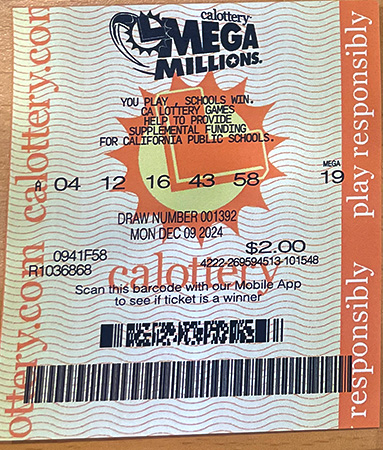 calottery
MEGA
MILLIONS.
YOU PLAY, SCHOOLS WIN.
CA LOTTERY GAMES
HELP TO PROVIDE
SUPPLEMENTAL FUNDING
FOR CALIFORNIA PUBLIC SCHOOLS.
MEGA
A 04 12 16 43 58 19
DRAW NUMBER 001392
MON DEC 09 2024
$2.00
0941F58
R1036868
4222-269594513-101548
calottery
Scan this barcode with our Mobile App
to see if ticket is a winner
ottery.com calottery.com
responsibly play responsibly